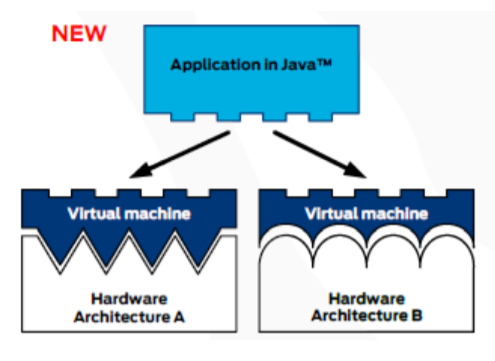 NEW
Application in Java™
Virtual machine
Hardware
Architecture A
Virtual machine
Hardware
Architecture B